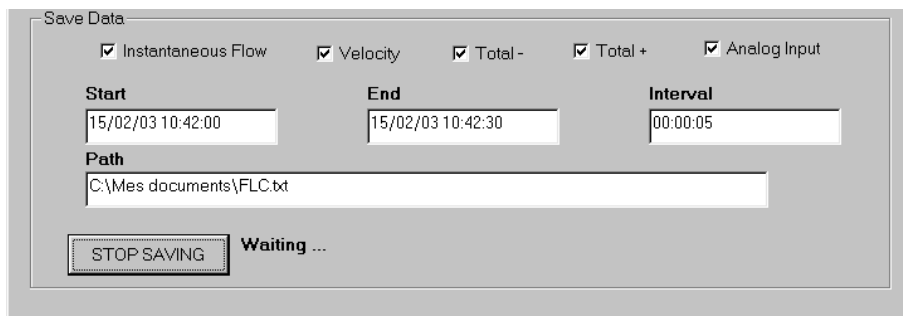 Save Data
Instantaneous Flow Velocity Total - Total + Analog Input
Start End Interval
15/02/03 10:42:00 15/02/03 10:42:30 00:00:05
Path
C:\Mes documents\FLC.txt
STOP SAVING Waiting ...